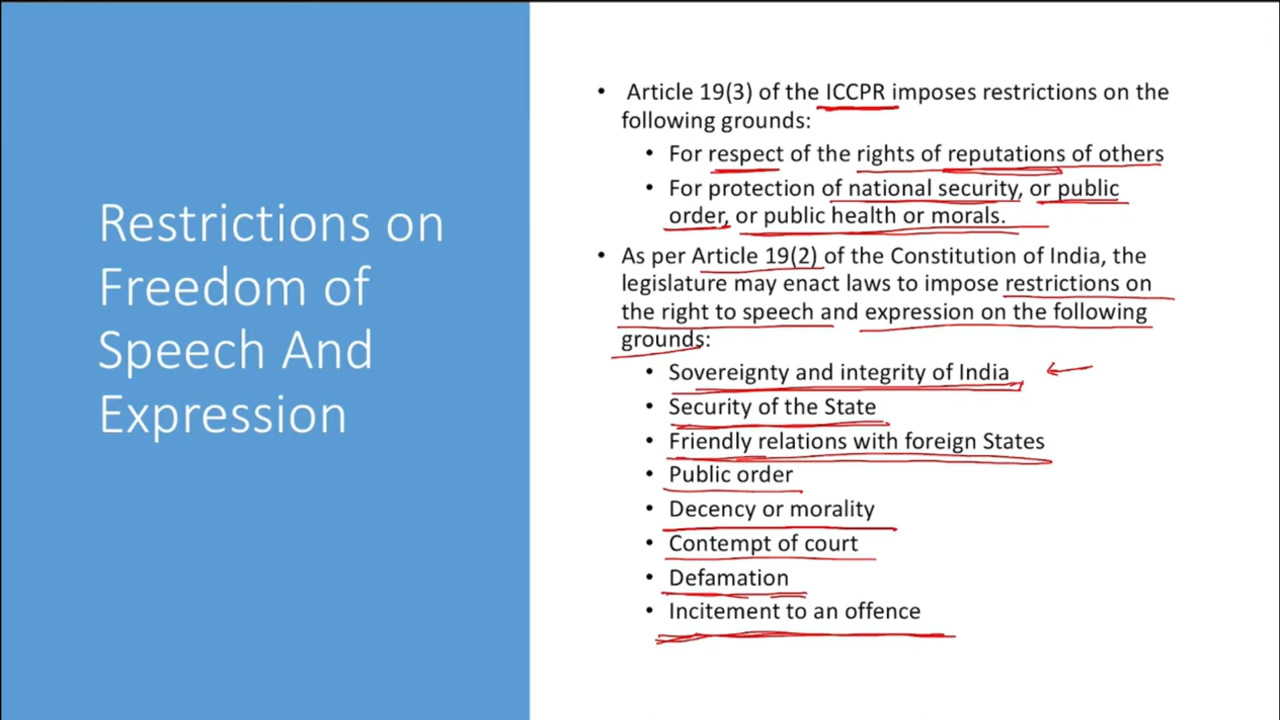 Restrictions on
Freedom of
Speech And
Expression
• Article 19(3) of the ICCPR imposes restrictions on the
following grounds:
• For respect of the rights of reputations of others
• For protection of national security, or public
order, or public health or morals.
• As per Article 19(2) of the Constitution of India, the
legislature may enact laws to impose restrictions on
the right to speech and expression on the following
grounds:
• Sovereignty and integrity of India
• Security of the State
• Friendly relations with foreign States
• Public order
• Decency or morality
• Contempt of court
• Defamation
• Incitement to an offence